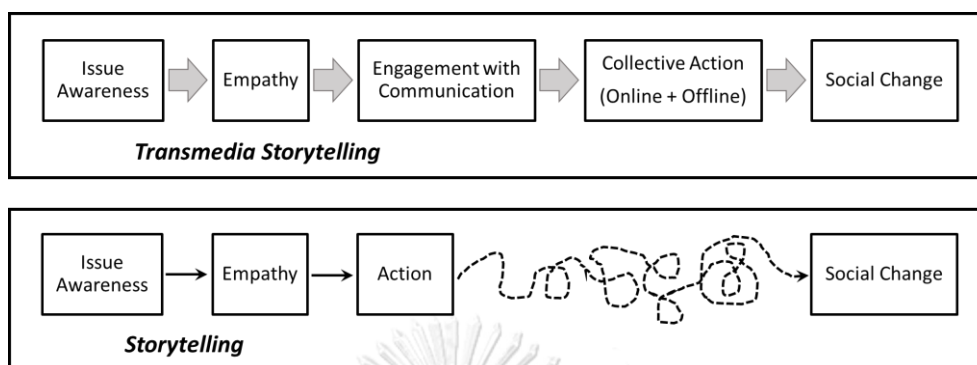 Issue
Awareness
Empathy
Engagement with
Communication
Collective Action
(Online + Offline)
Social Change
Transmedia Storytelling
Issue
Awareness
Empathy
Action
Social Change
Storytelling